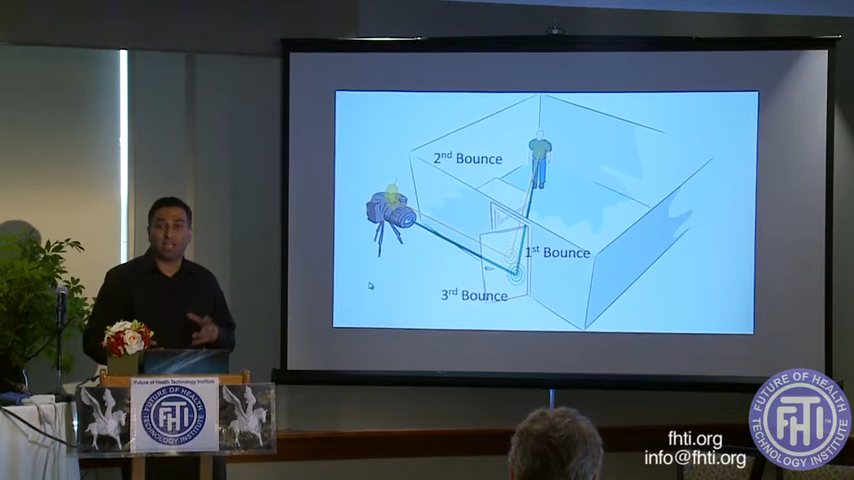 2nd Bounce
1st Bounce
3rd Bounce
Future of Health Technology Institute
FUTURE OF HEALTH
FHTI
TECHNOLOGY INSTITUTE
fhti.org
info@fhti.org
FUTURE OF HEALTH
FHTI
TECHNOLOGY INSTITUTE